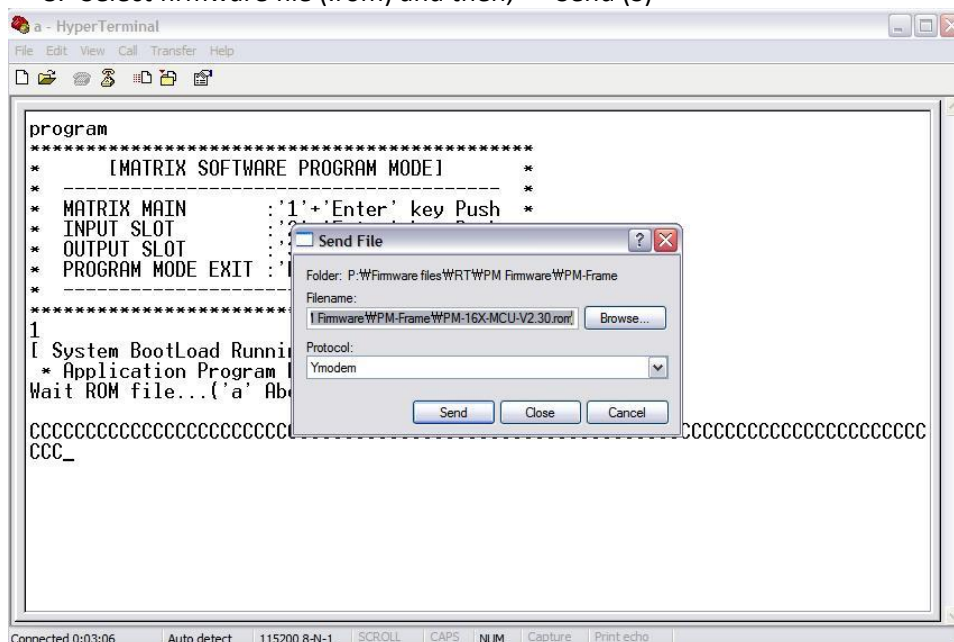 a - HyperTerminal
File Edit View Call Transfer Help
program
***********************************************
* [MATRIX SOFTWARE PROGRAM MODE] *
* --------------------------------------- *
* MATRIX MAIN :'1'+'Enter' key Push *
* INPUT SLOT
* OUTPUT SLOT
* PROGRAM MODE EXIT
1
[ System BootLoad
* Application Program
Wait ROM file...('a'
CCC_
Send File
Folder: P:₩Firmware files₩RT₩PM Firmware₩PM-Frame
Filename:
Firmware₩PM-Frame₩PM-16X-MCU-V2.30.rom
Browse...
Protocol:
Ymodem
Send Close Cancel
Connected 0:03:06 Auto detect 115200 8-N-1 SCROLL CAPS NUM Capture Print echo